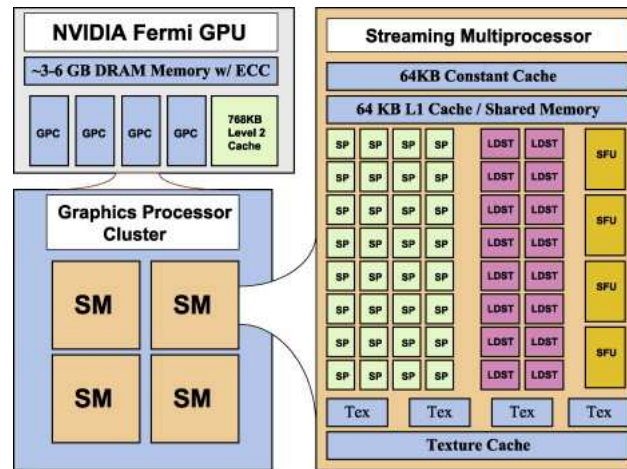 NVIDIA Fermi GPU
~3-6 GB DRAM Memory w/ ECC
GPC GPC GPC GPC
768KB
Level 2
Cache
Graphics Processor
Cluster
SM SM
SM SM
Streaming Multiprocessor
64KB Constant Cache
64 KB L1 Cache / Shared Memory
SP SP SP SP LDST LDST
SFU
SP SP SP SP LDST LDST
SP SP SP SP LDST LDST
SFU
SP SP SP SP LDST LDST
SP SP SP SP LDST LDST
SFU
SP SP SP SP LDST LDST
SP SP SP SP LDST LDST
SFU
SP SP SP SP LDST LDST
Tex Tex Tex Tex
Texture Cache